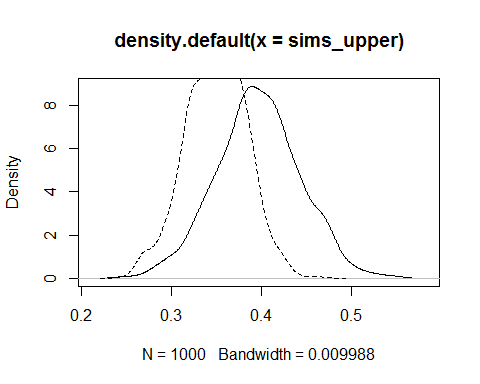 density.default(x = sims_upper)
Density
8
6
4
2
0
0.2 0.3 0.4 0.5
N = 1000 Bandwidth = 0.009988